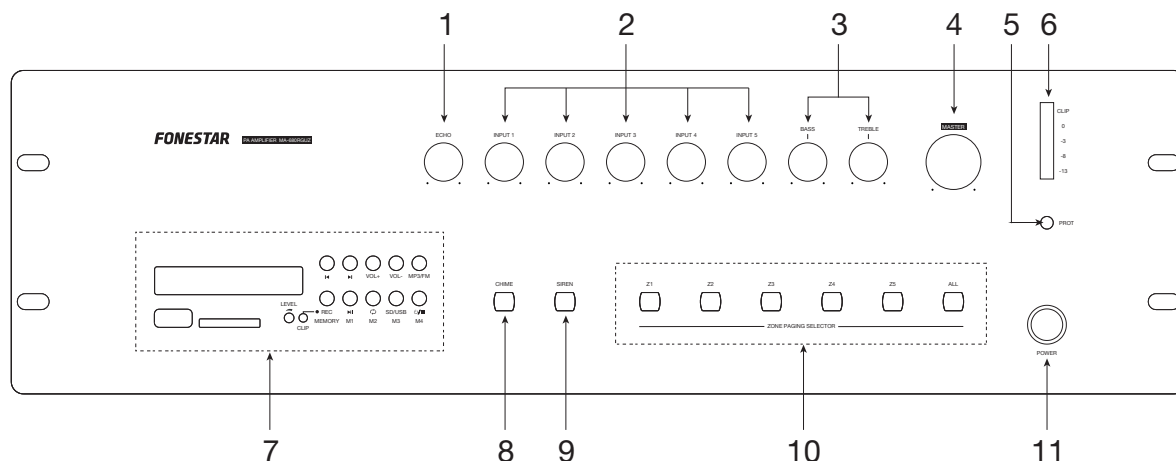 1 2 3 4 5 6
FONESTAR PA AMPLIFIER MA-680RGUZ
ECHO INPUT 1 INPUT 2 INPUT 3 INPUT 4 INPUT 5 BASS TREBLE MASTER
CLIP
0
-3
-8
-13
PROT
VOL+ VOL- MP3/FM
LEVEL
CLIP
REC SD/USB
MEMORY M1 M2 M3 M4
CHIME SIREN
Z1 Z2 Z3 Z4 Z5 ALL
ZONE PAGING SELECTOR
POWER
7 8 9 10 11